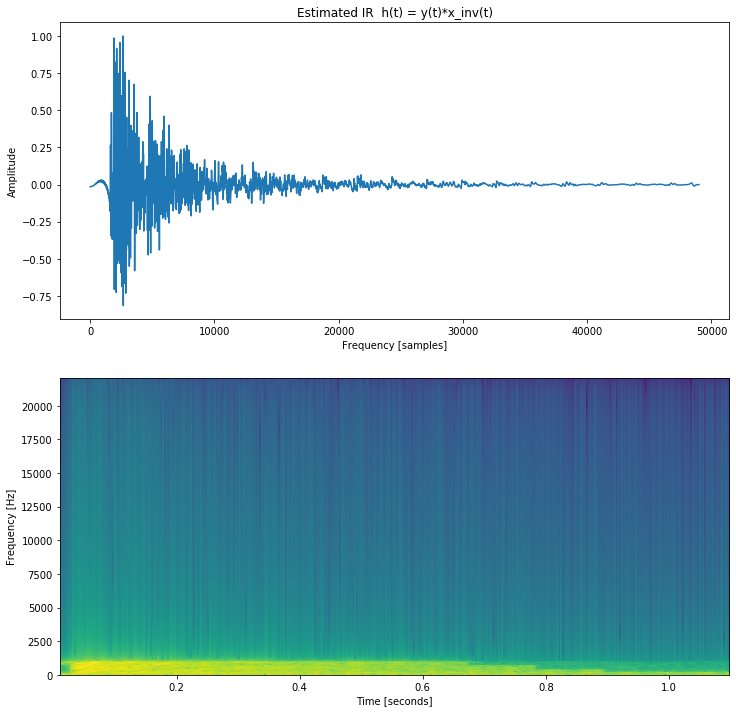 Estimated IR  h(t) = y(t)*x_inv(t)
1.00
0.75
0.50
0.25
0.00
−0.25
−0.50
−0.75
Amplitude
0 10000 20000 30000 40000 50000
Frequency [samples]
20000
17500
15000
12500
10000
7500
5000
2500
0
Frequency [Hz]
0.2 0.4 0.6 0.8 1.0
Time [seconds]